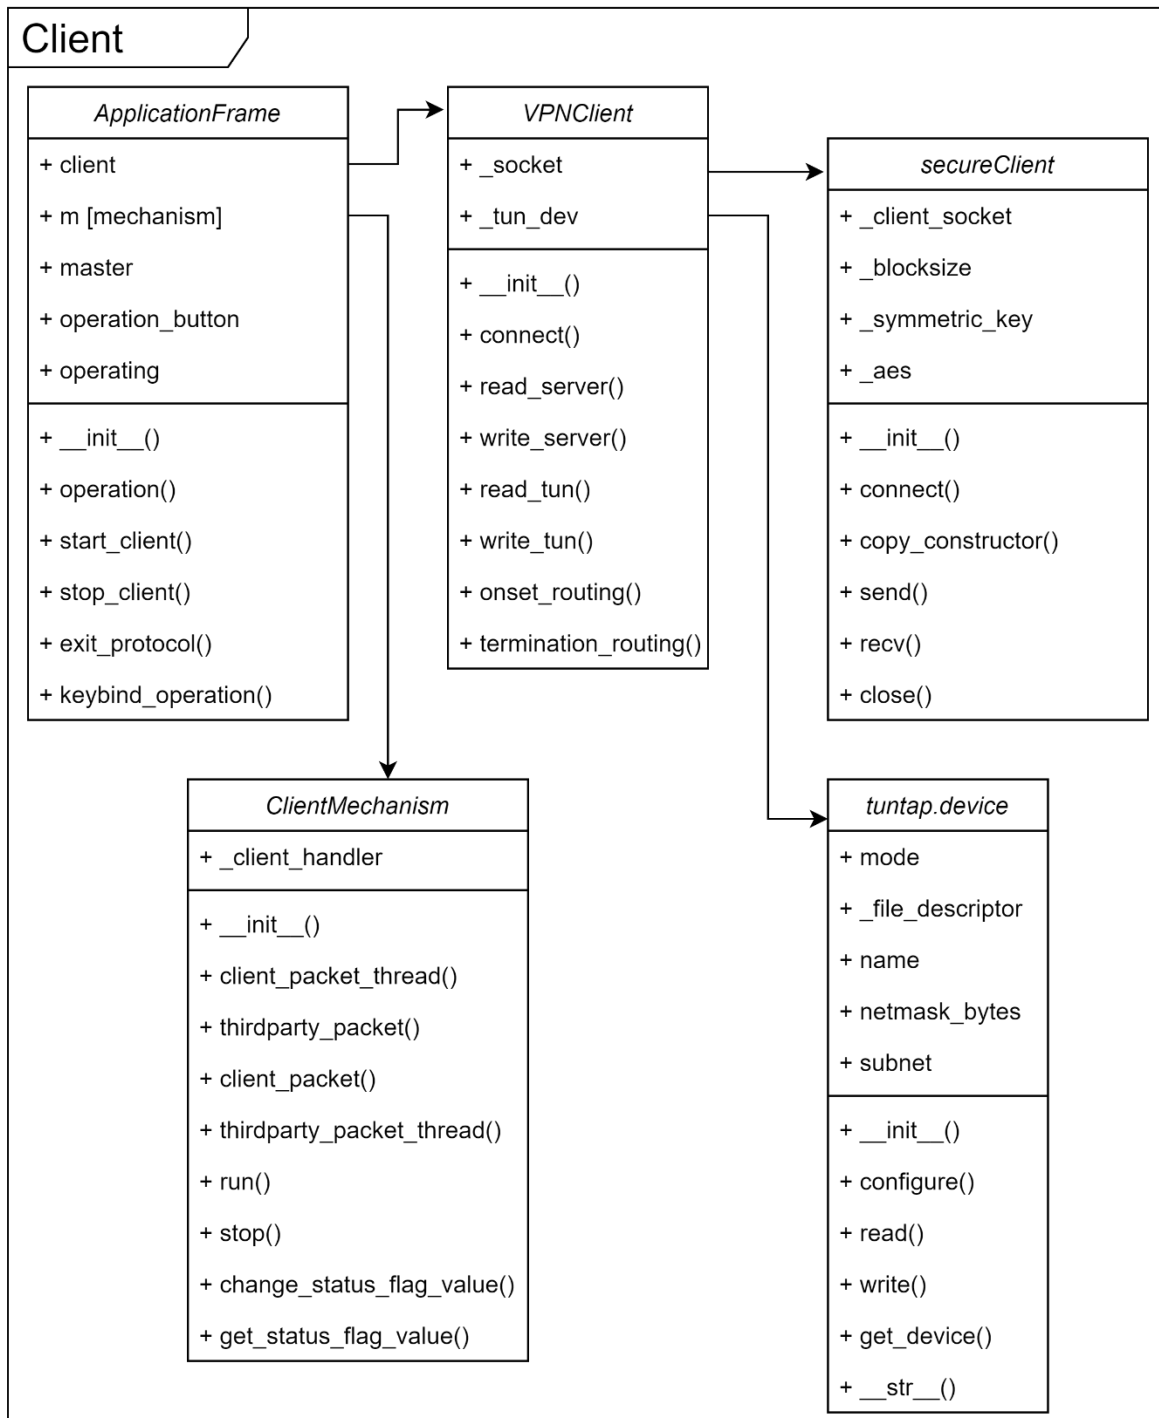 Client
ApplicationFrame
+ client
+ m [mechanism]
+ master
+ operation_button
+ operating
+ __init__()
+ operation()
+ start_client()
+ stop_client()
+ exit_protocol()
+ keybind_operation()
VPNClient
+ _socket
+ _tun_dev
+ __init__()
+ connect()
+ read_server()
+ write_server()
+ read_tun()
+ write_tun()
+ onset_routing()
+ termination_routing()
secureClient
+ _client_socket
+ _blocksize
+ _symmetric_key
+ _aes
+ __init__()
+ connect()
+ copy_constructor()
+ send()
+ recv()
+ close()
ClientMechanism
+ _client_handler
+ __init__()
+ client_packet_thread()
+ thirdparty_packet()
+ client_packet()
+ thirdparty_packet_thread()
+ run()
+ stop()
+ change_status_flag_value()
+ get_status_flag_value()
tuntap.device
+ mode
+ _file_descriptor
+ name
+ netmask_bytes
+ subnet
+ __init__()
+ configure()
+ read()
+ write()
+ get_device()
+ __str__()